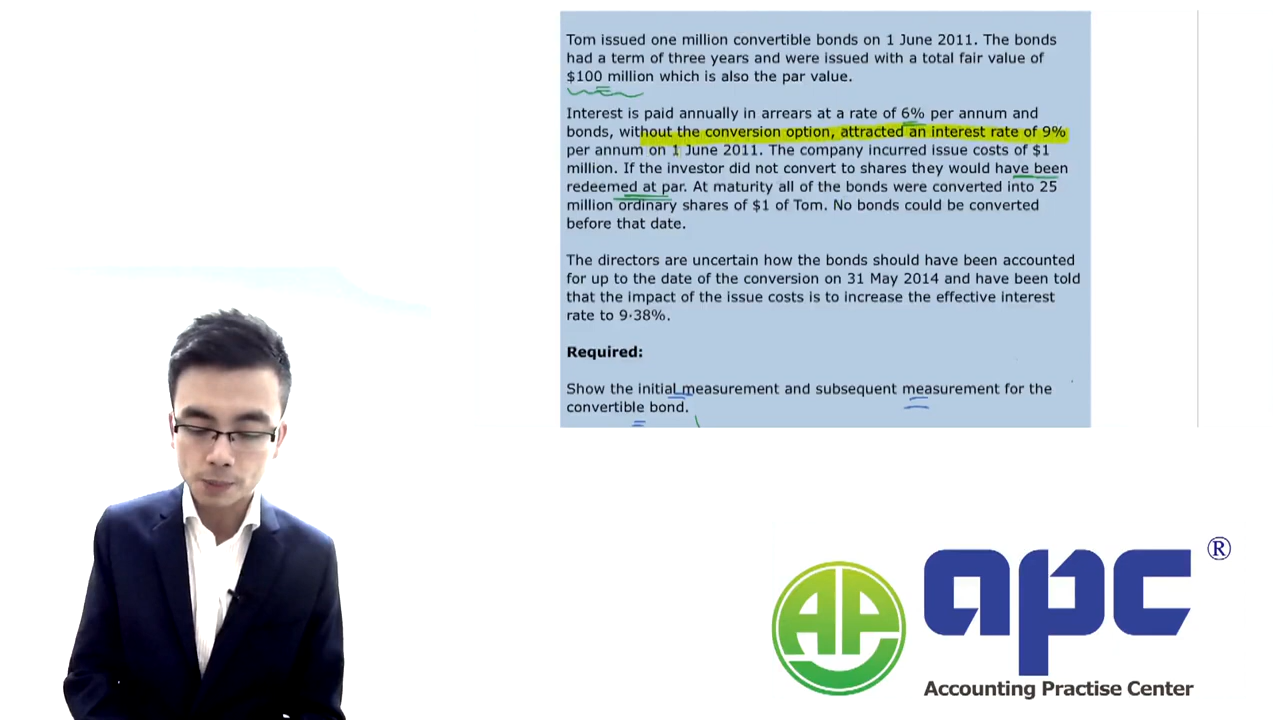 Tom issued one million convertible bonds on 1 June 2011. The bonds
had a term of three years and were issued with a total fair value of
$100 million which is also the par value.
Interest is paid annually in arrears at a rate of 6% per annum and
bonds, without the conversion option, attracted an interest rate of 9%
per annum on 1 June 2011. The company incurred issue costs of $1
million. If the investor did not convert to shares they would have been
redeemed at par. At maturity all of the bonds were converted into 25
million ordinary shares of $1 of Tom. No bonds could be converted
before that date.
The directors are uncertain how the bonds should have been accounted
for up to the date of the conversion on 31 May 2014 and have been told
that the impact of the issue costs is to increase the effective interest
rate to 9·38%.
Required:
Show the initial measurement and subsequent measurement for the
convertible bond.
AP
apc ®
Accounting Practise Center